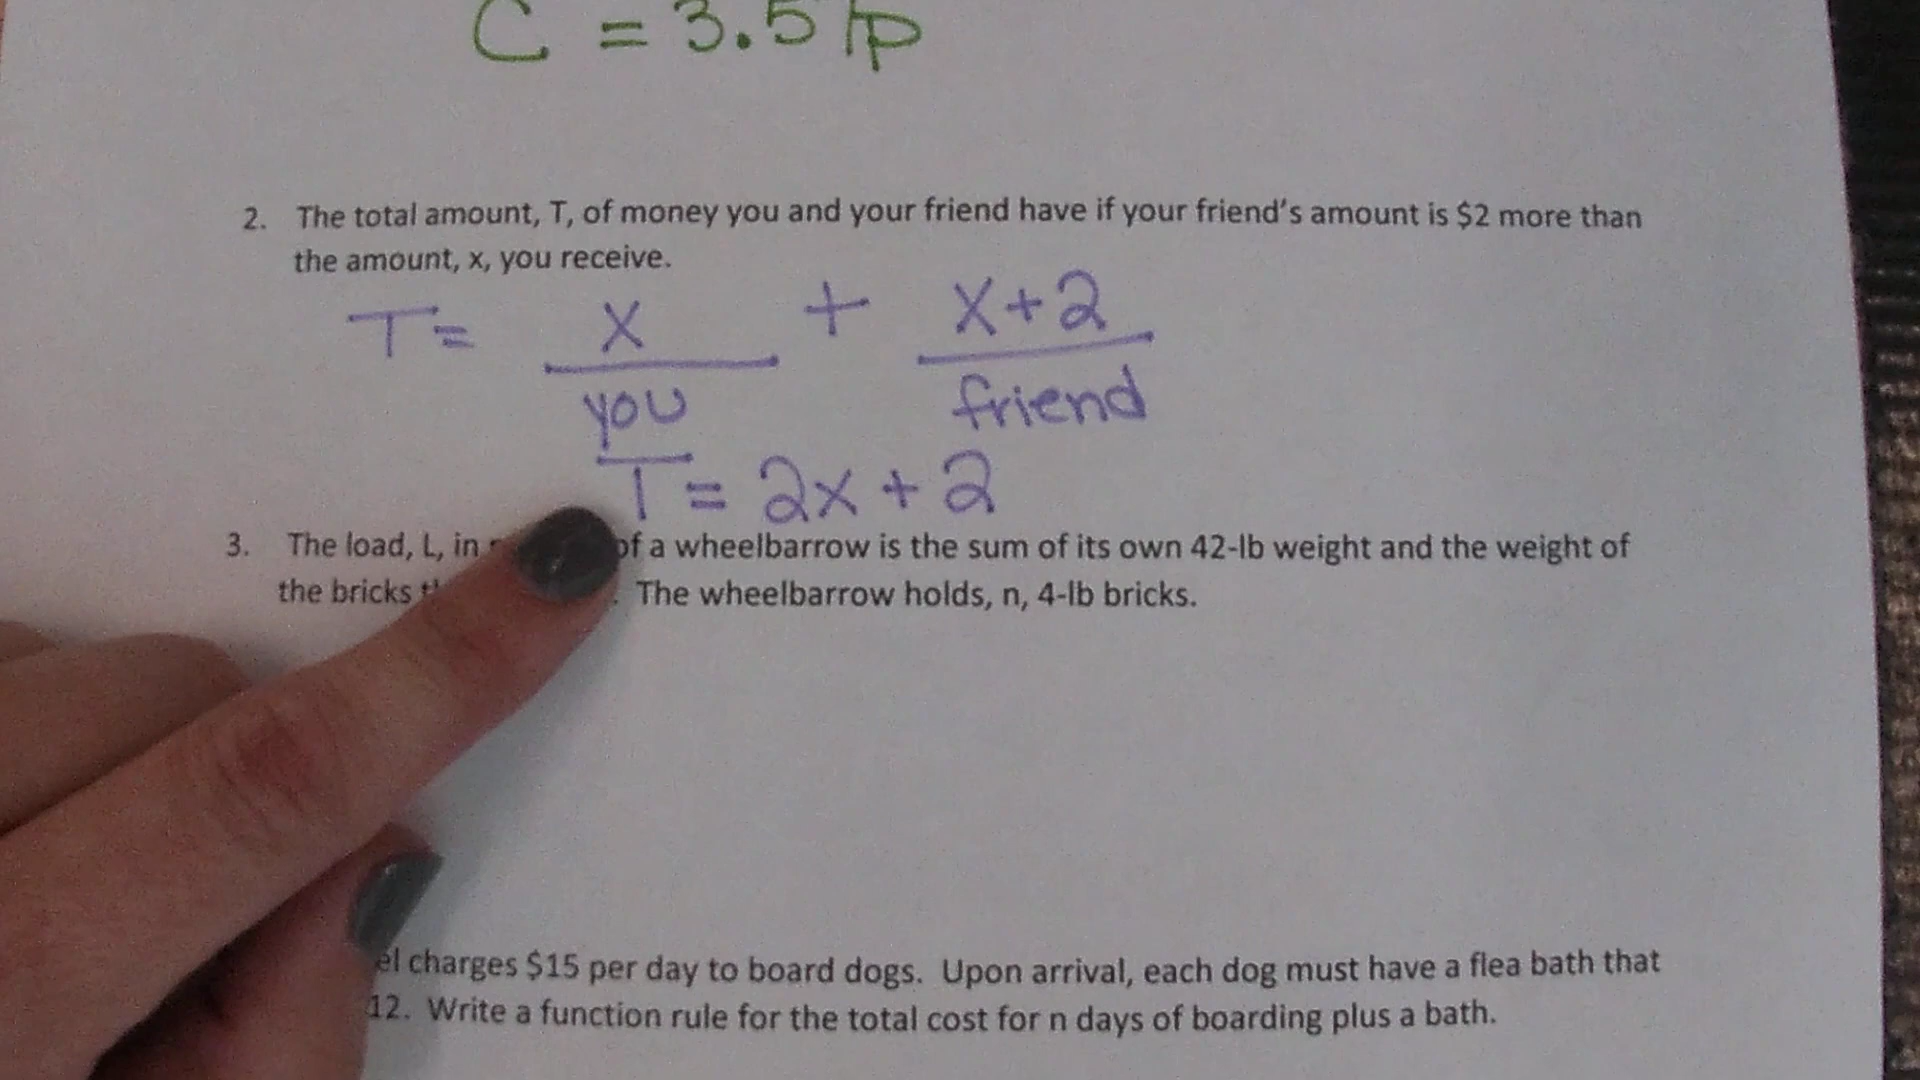 C = 3.51p
2. The total amount, T, of money you and your friend have if your friend's amount is $2 more than
the amount, x, you receive.
T= x + x+2
you friend
T= 2x + 2
3. The load, L, in of a wheelbarrow is the sum of its own 42-lb weight and the weight of
the bricks The wheelbarrow holds, n, 4-lb bricks.
charges $15 per day to board dogs. Upon arrival, each dog must have a flea bath that
12. Write a function rule for the total cost for n days of boarding plus a bath.